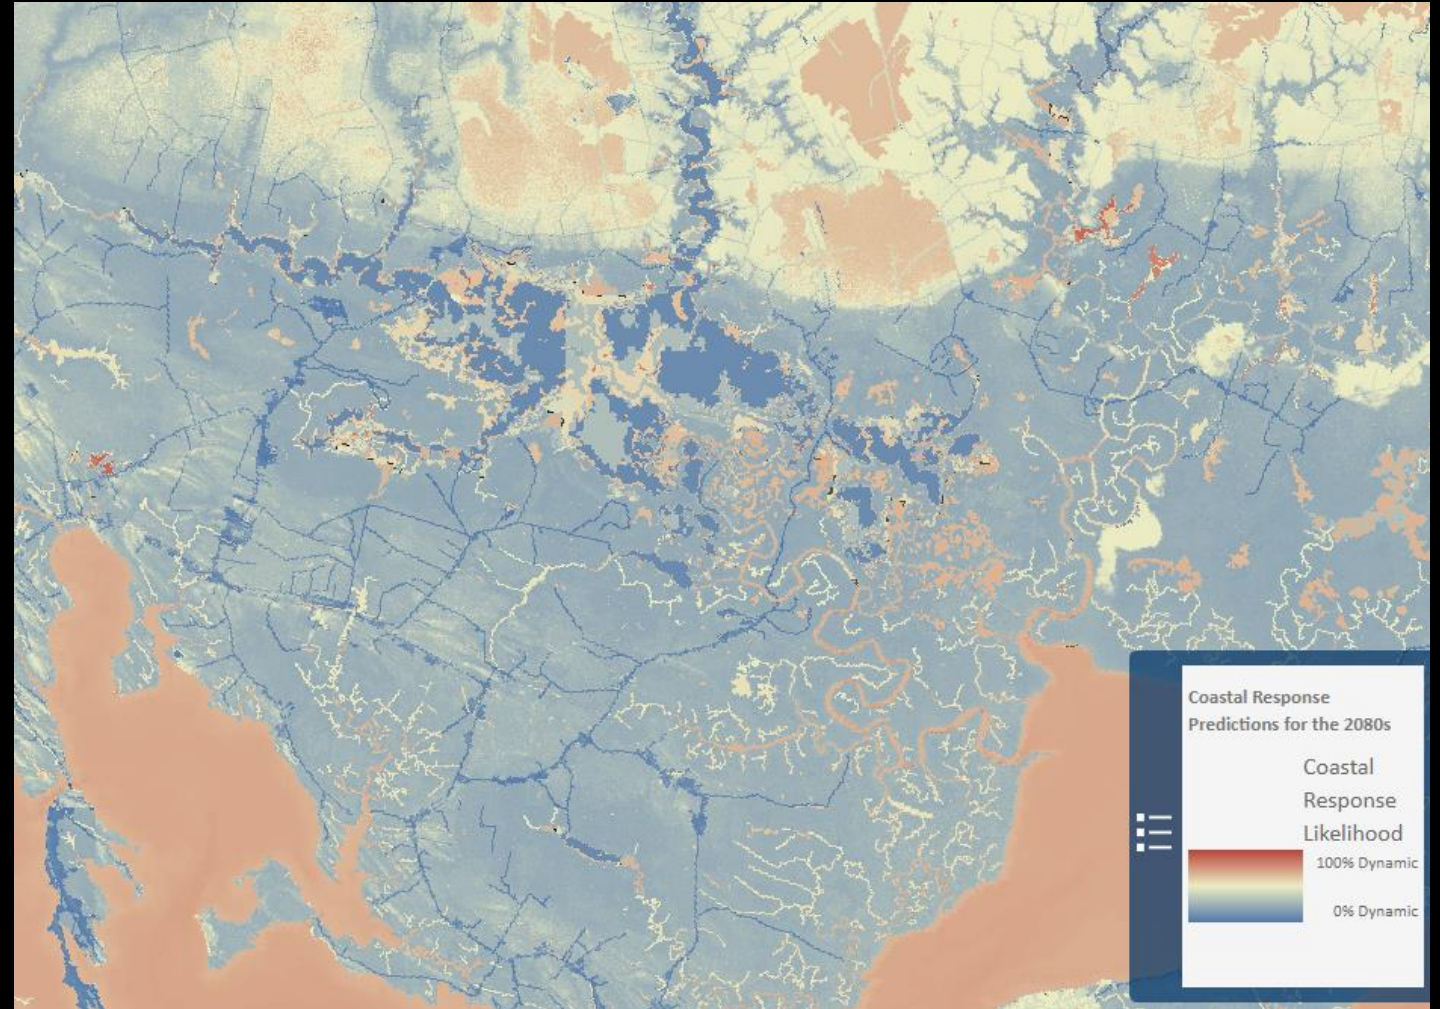 Coastal Response
Predictions for the 2080s
Coastal
Response
Likelihood
100% Dynamic
0% Dynamic